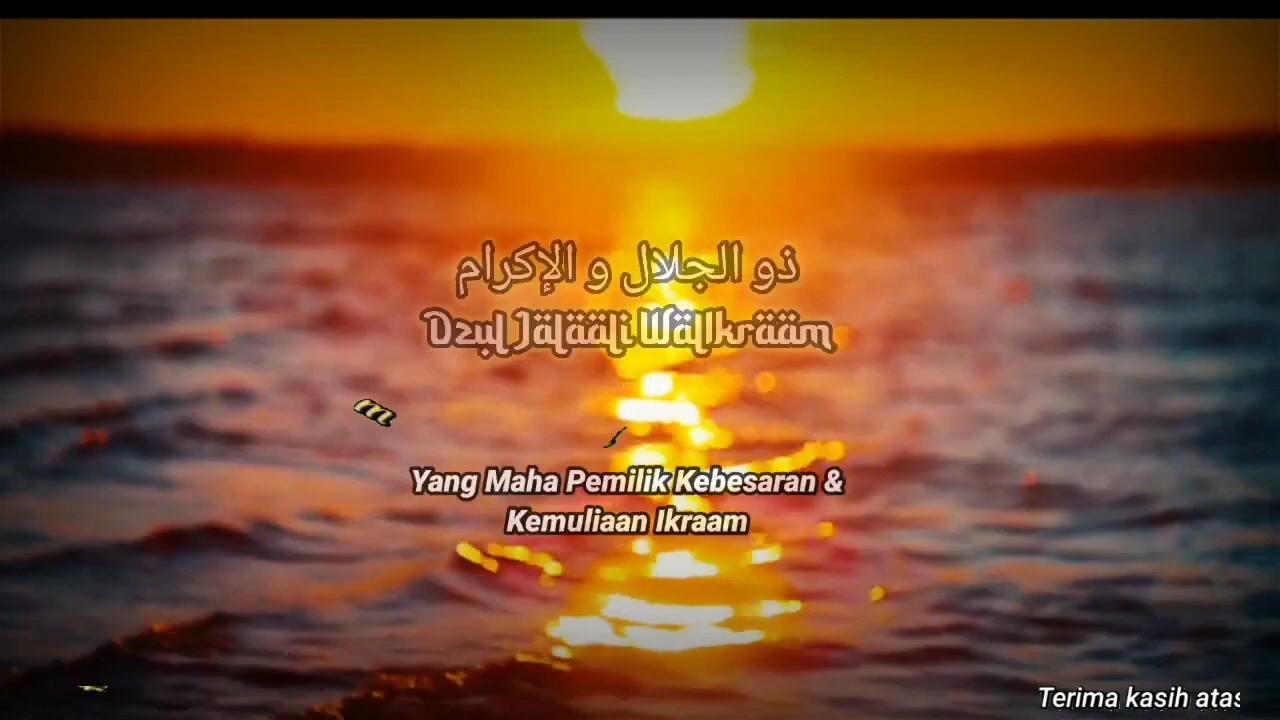 ذو الجلال و الإكرام
Dzul Jalaali Wal Ikraam
Yang Maha Pemilik Kebesaran &
Kemuliaan Ikraam
Terima kasih atas